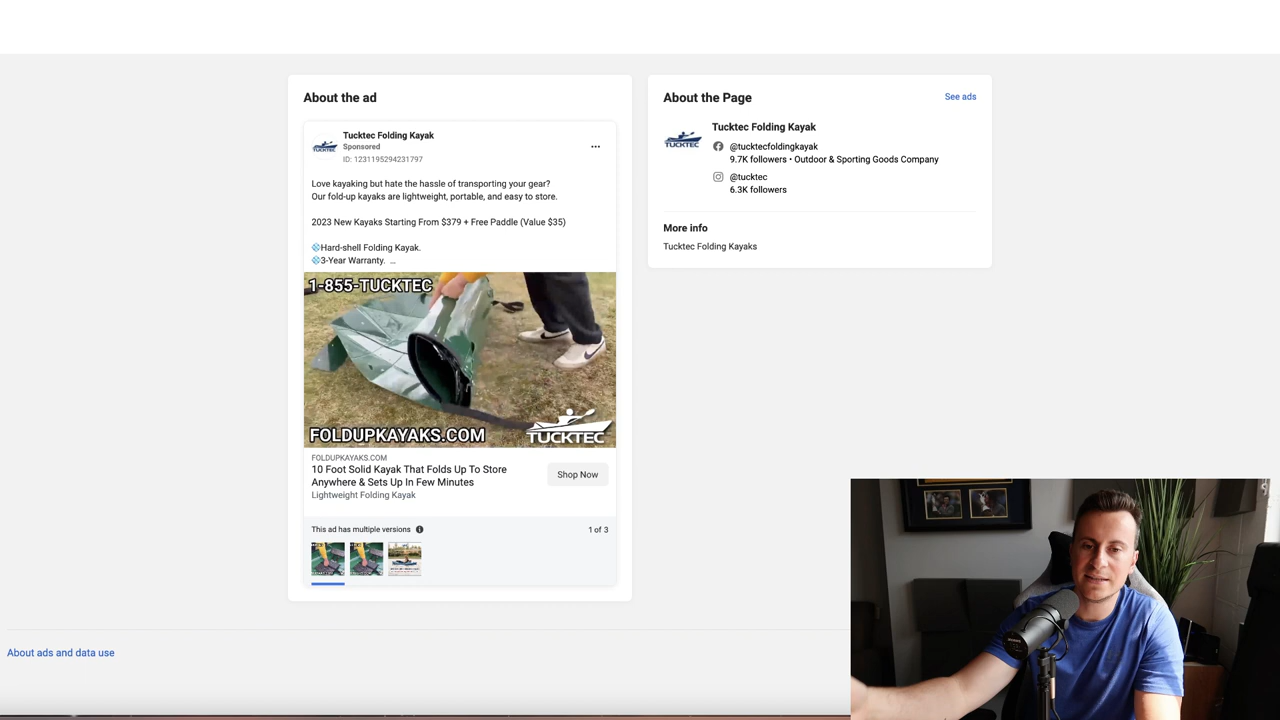 About the ad
Tucktec Folding Kayak
Sponsored
ID: 1231195294231797
Love kayaking but hate the hassle of transporting your gear?
Our fold-up kayaks are lightweight, portable, and easy to store.
2023 New Kayaks Starting From $379 + Free Paddle (Value $35)
💠Hard-shell Folding Kayak.
💠3-Year Warranty. ...
1-855-TUCKTEC
FOLDUPKAYAKS.COM
TUCKTEC
FOLDUPKAYAKS.COM
10 Foot Solid Kayak That Folds Up To Store
Anywhere & Sets Up In Few Minutes
Shop Now
Lightweight Folding Kayak
This ad has multiple versions
1 of 3
About the Page
See ads
TUCKTEC
Tucktec Folding Kayak
@tucktecfoldingkayak
9.7K followers • Outdoor & Sporting Goods Company
@tucktec
6.3K followers
More info
Tucktec Folding Kayaks
About ads and data use